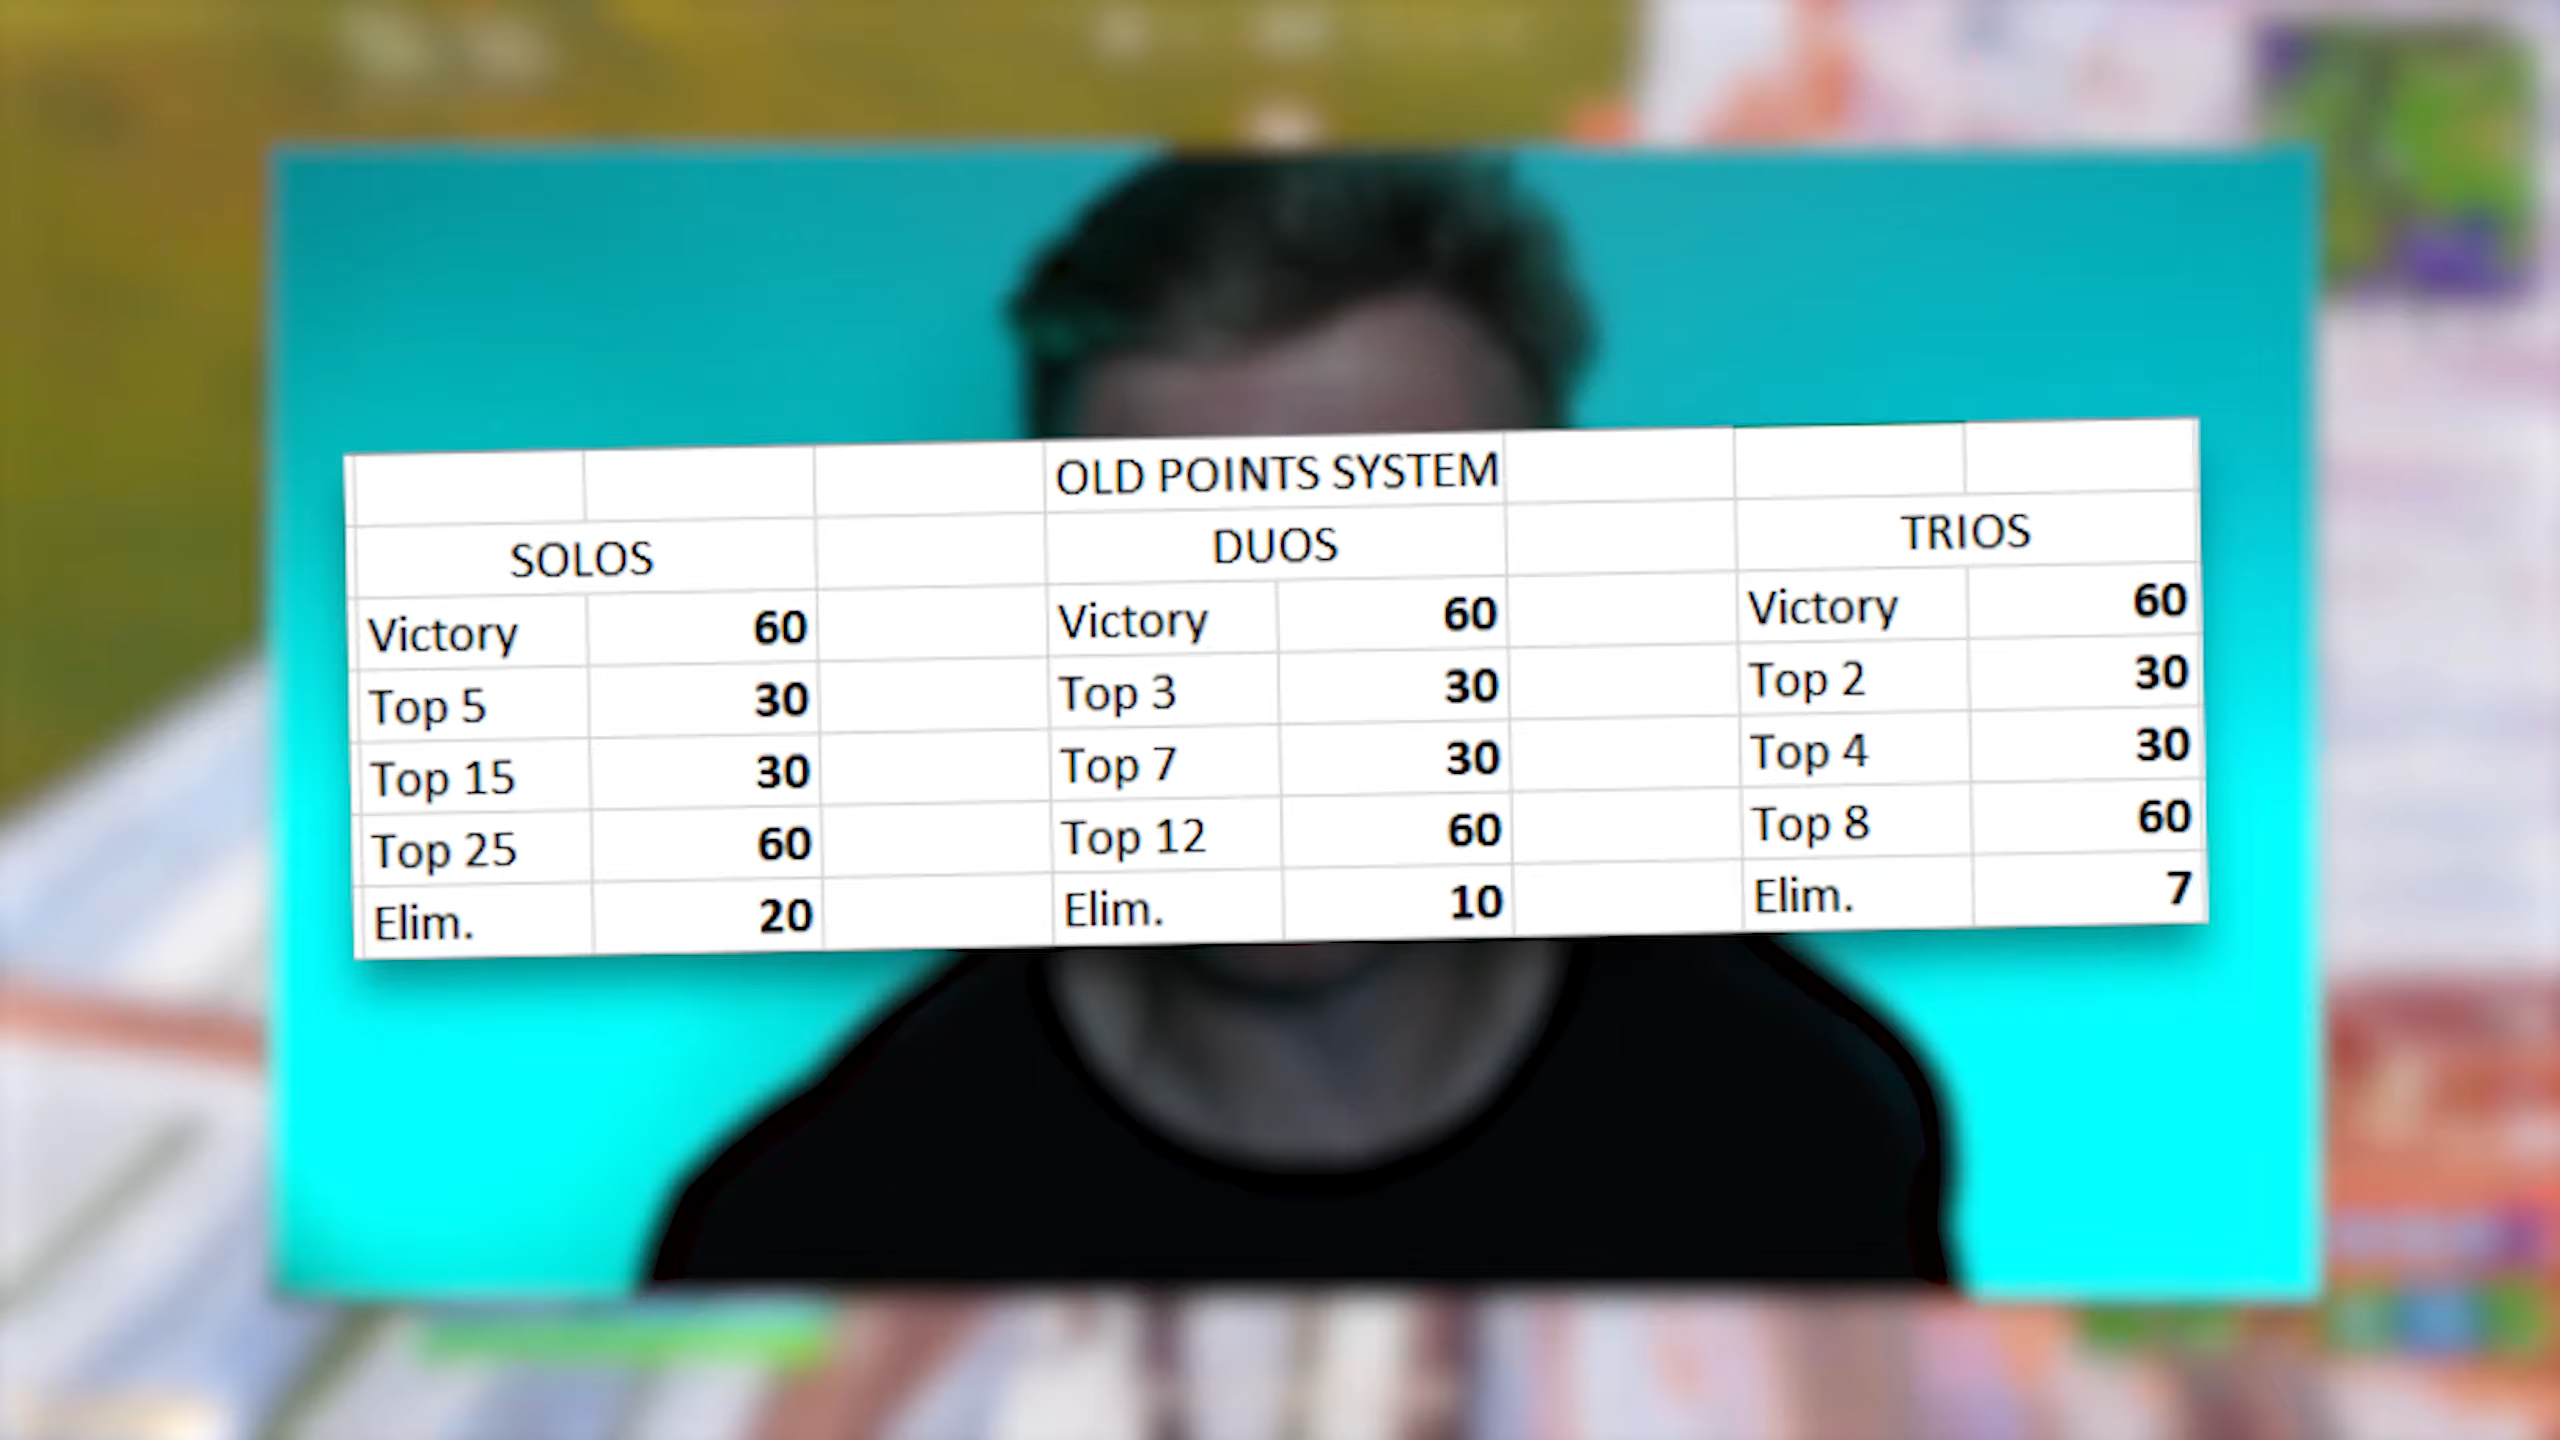 OLD POINTS SYSTEM
SOLOS DUOS TRIOS
Victory 60 Victory 60 Victory 60
Top 5 30 Top 3 30 Top 2 30
Top 15 30 Top 7 30 Top 4 30
Top 25 60 Top 12 60 Top 8 60
Elim. 20 Elim. 10 Elim. 7